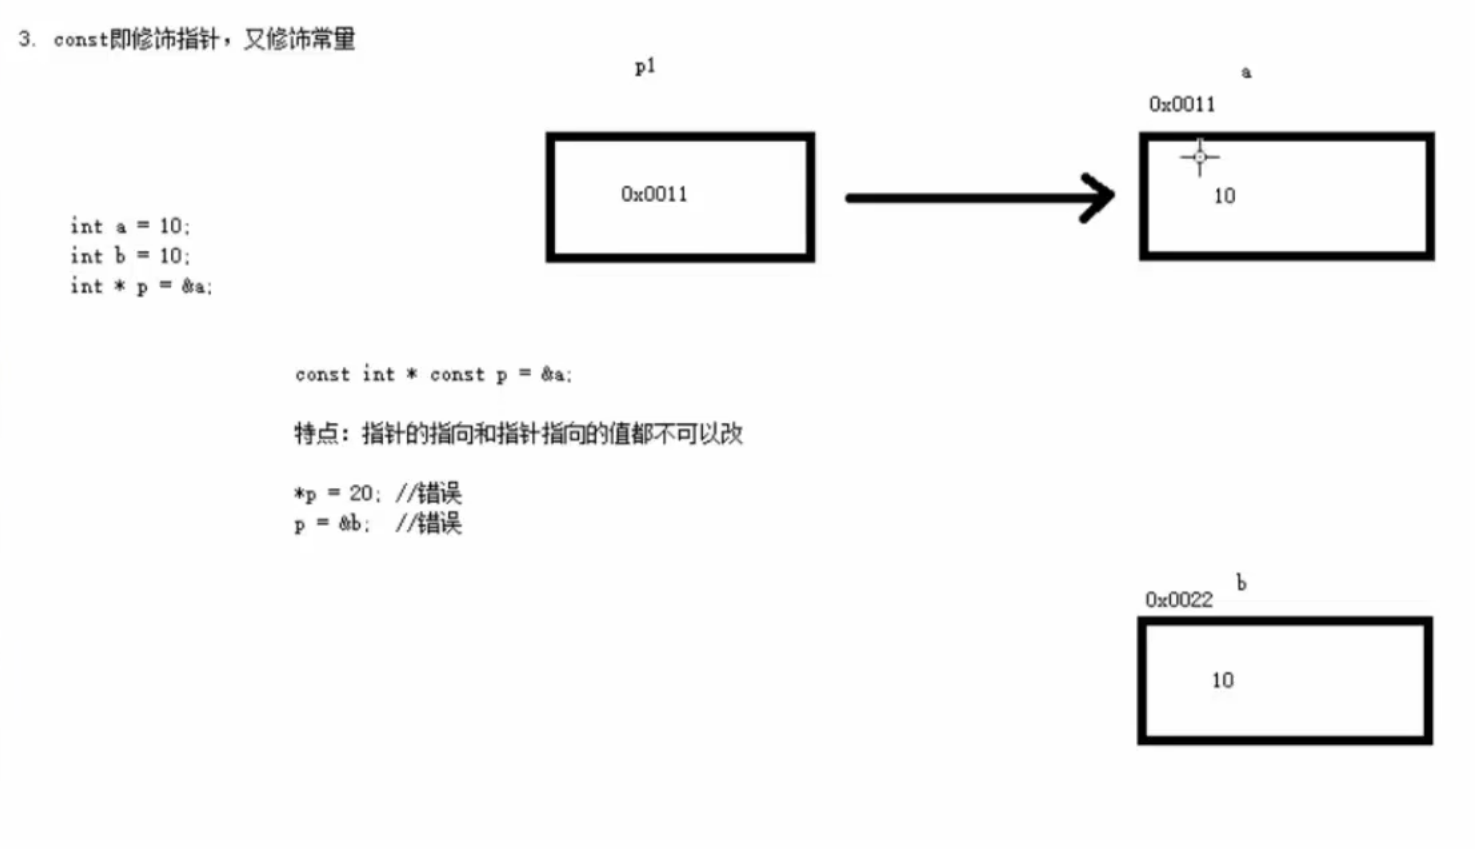 3. const即修饰指针，又修饰常量
p1
a
0x0011
0x0011
10
int a = 10;
int b = 10;
int * p = &a;
const int * const p = &a;
特点：指针的指向和指针指向的值都不可以改
*p = 20; //错误
p = &b; //错误
b
0x0022
10